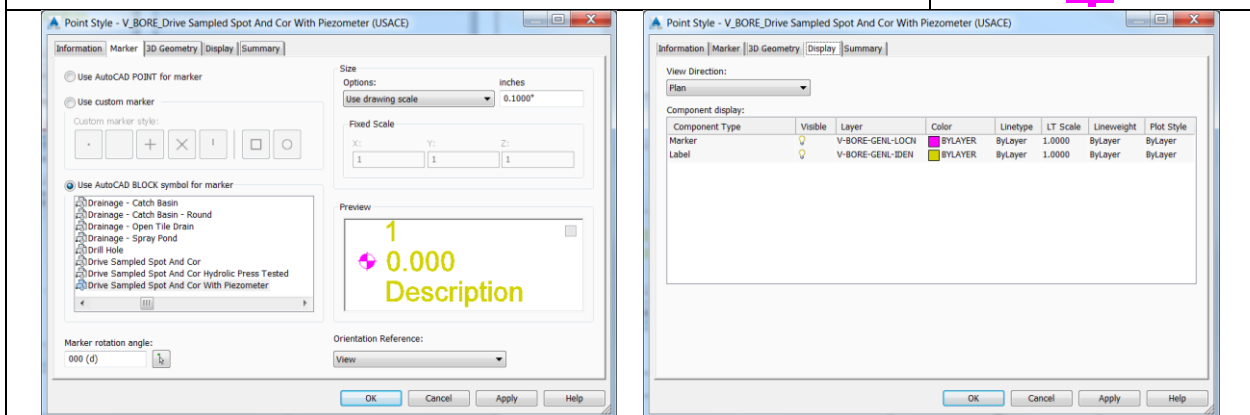 Point Style - V_BORE_Drive Sampled Spot And Cor With Piezometer (USACE)
Information Marker 3D Geometry Display Summary
Use AutoCAD POINT for marker
Use custom marker
Custom marker style:
Use AutoCAD BLOCK symbol for marker
Drainage - Catch Basin
Drainage - Catch Basin - Round
Drainage - Open Tile Drain
Drainage - Spray Pond
Drill Hole
Drive Sampled Spot And Cor
Drive Sampled Spot And Cor Hydrolic Press Tested
Drive Sampled Spot And Cor With Piezometer
Marker rotation angle:
000 (d)
Size
Options: inches
Use drawing scale 0.1000"
Fixed Scale
X: Y: Z:
1 1 1
Preview
1
0.000
Description
Orientation Reference:
View
OK Cancel Apply Help
Point Style - V_BORE_Drive Sampled Spot And Cor With Piezometer (USACE)
Information Marker 3D Geometry Display Summary
View Direction:
Plan
Component display:
Component Type Visible Layer Color Linetype LT Scale Lineweight Plot Style
Marker V-BORE-GENL-LOCN BYLAYER ByLayer 1.0000 ByLayer ByLayer
Label V-BORE-GENL-IDEN BYLAYER ByLayer 1.0000 ByLayer ByLayer
OK Cancel Apply Help